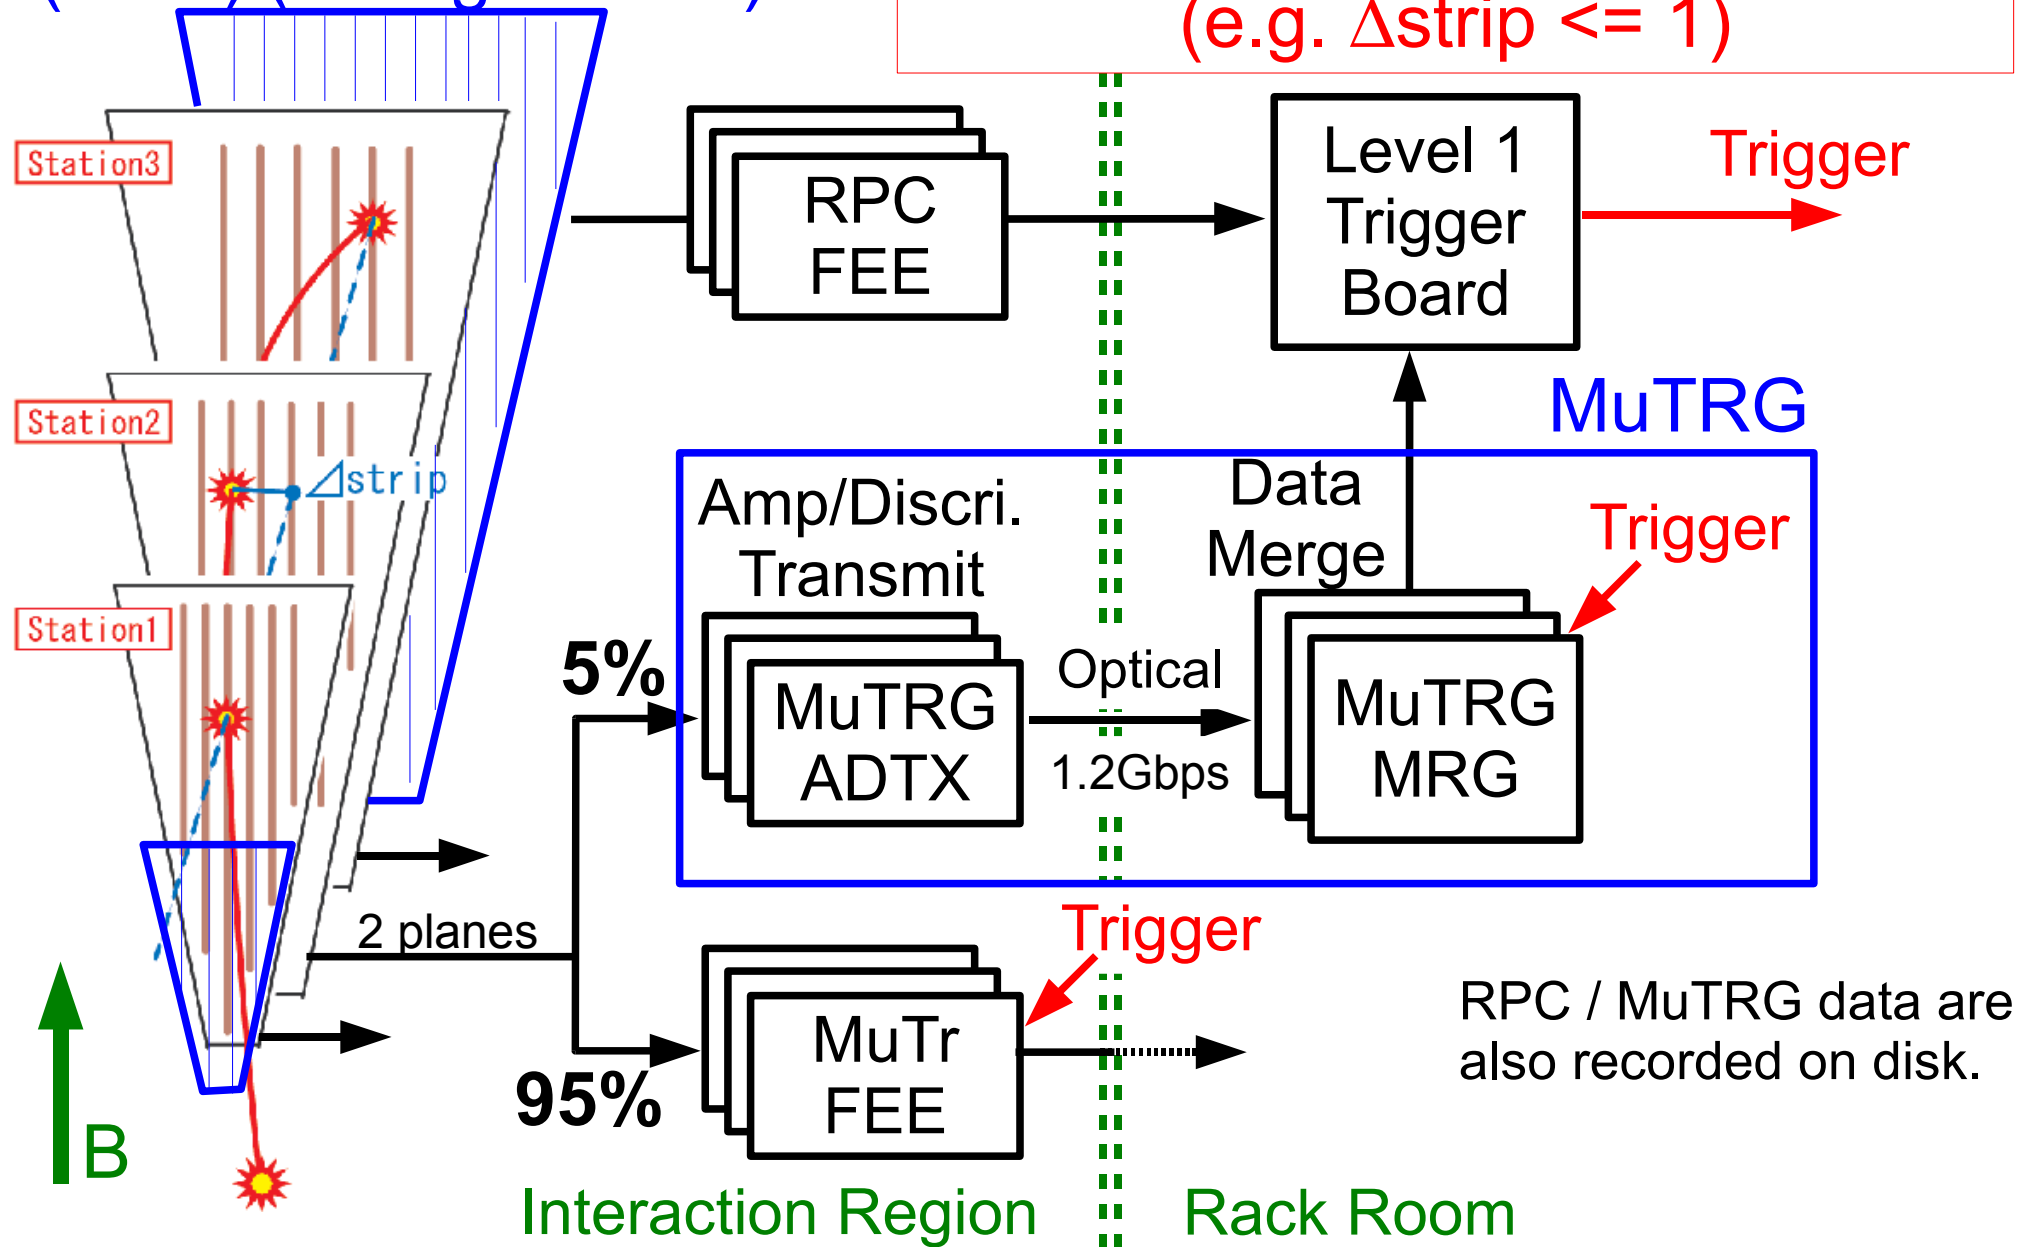 (e.g. Δstrip <= 1)
Station3
RPC
FEE
Level 1
Trigger
Board
Trigger
Station2
⊿strip
MuTRG
Amp/Discri.
Transmit
Data
Merge
Trigger
Station1
5%
MuTRG
ADTX
Optical
1.2Gbps
MuTRG
MRG
2 planes
95%
MuTr
FEE
Trigger
RPC / MuTRG data are
also recorded on disk.
B
Interaction Region
Rack Room